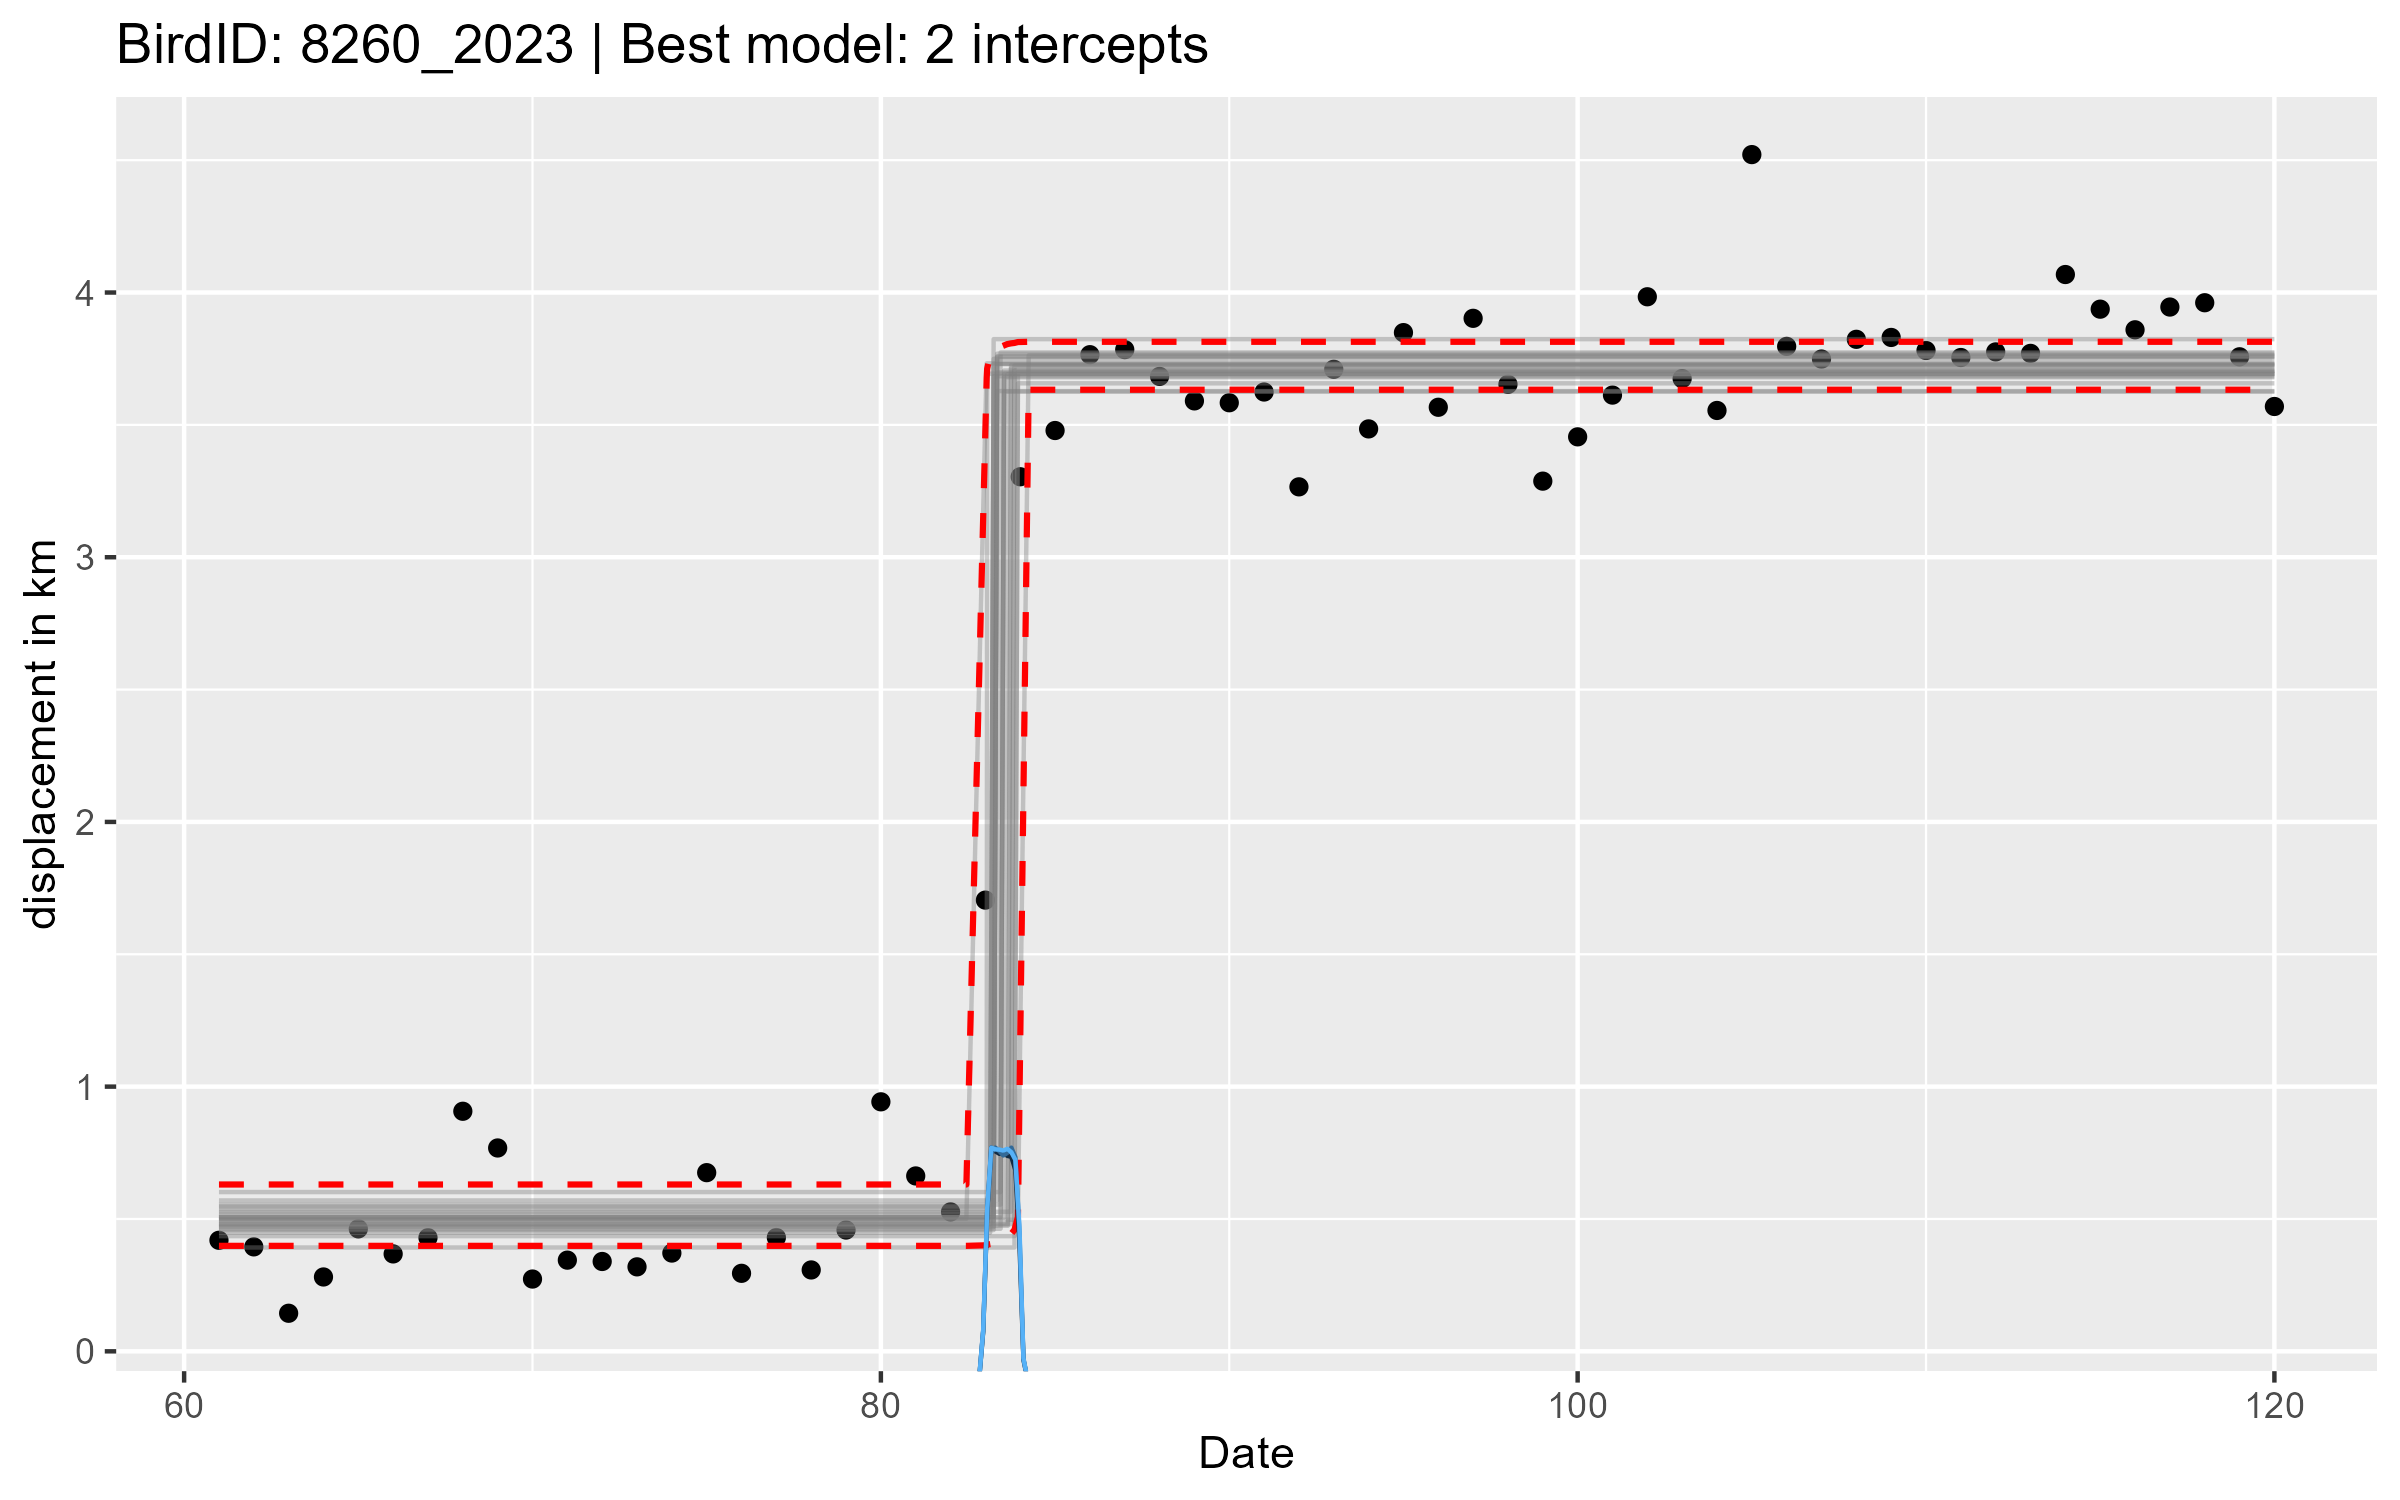 BirdID: 8260_2023 | Best model: 2 intercepts
displacement in km
4
3
2
1
0
60 80 100 120
Date